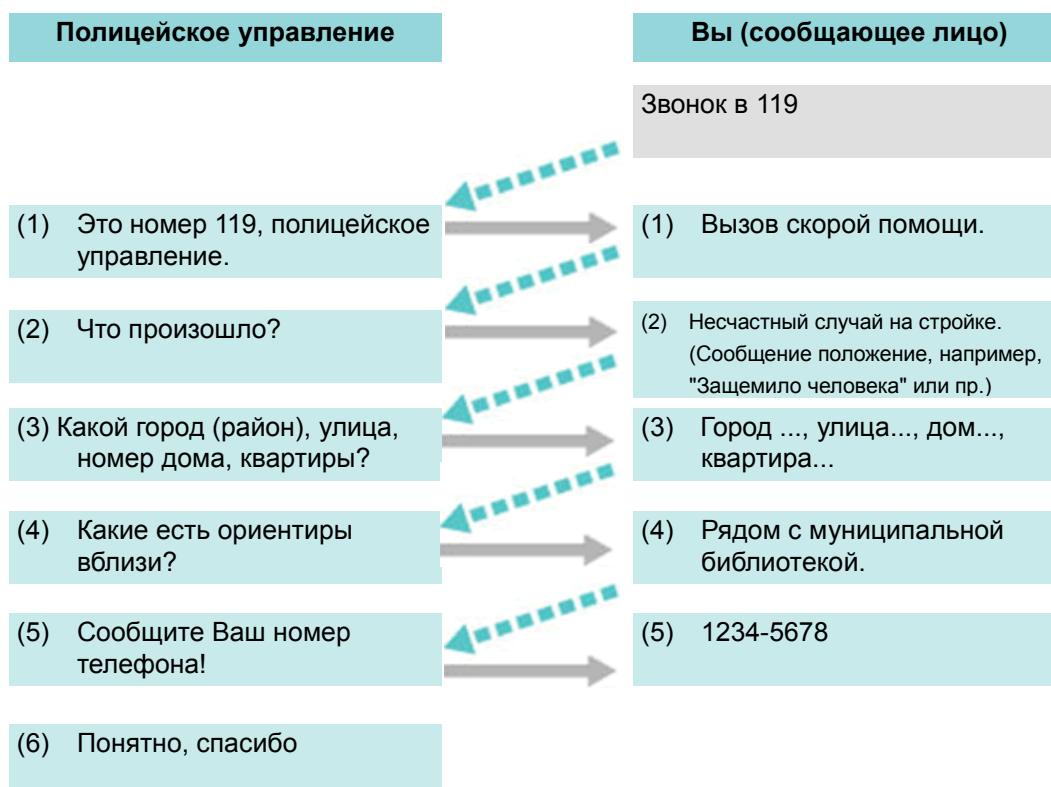 Полицейское управление
Вы (сообщающее лицо)
Звонок в 119
(1) Это номер 119, полицейское
управление.
(1) Вызов скорой помощи.
(2) Что произошло?
(2) Несчастный случай на стройке.
(Сообщение положение, например,
"Защемило человека" или пр.)
(3) Какой город (район), улица,
номер дома, квартиры?
(3) Город ..., улица..., дом...,
квартира...
(4) Какие есть ориентиры
вблизи?
(4) Рядом с муниципальной
библиотекой.
(5) Сообщите Ваш номер
телефона!
(5) 1234-5678
(6) Понятно, спасибо